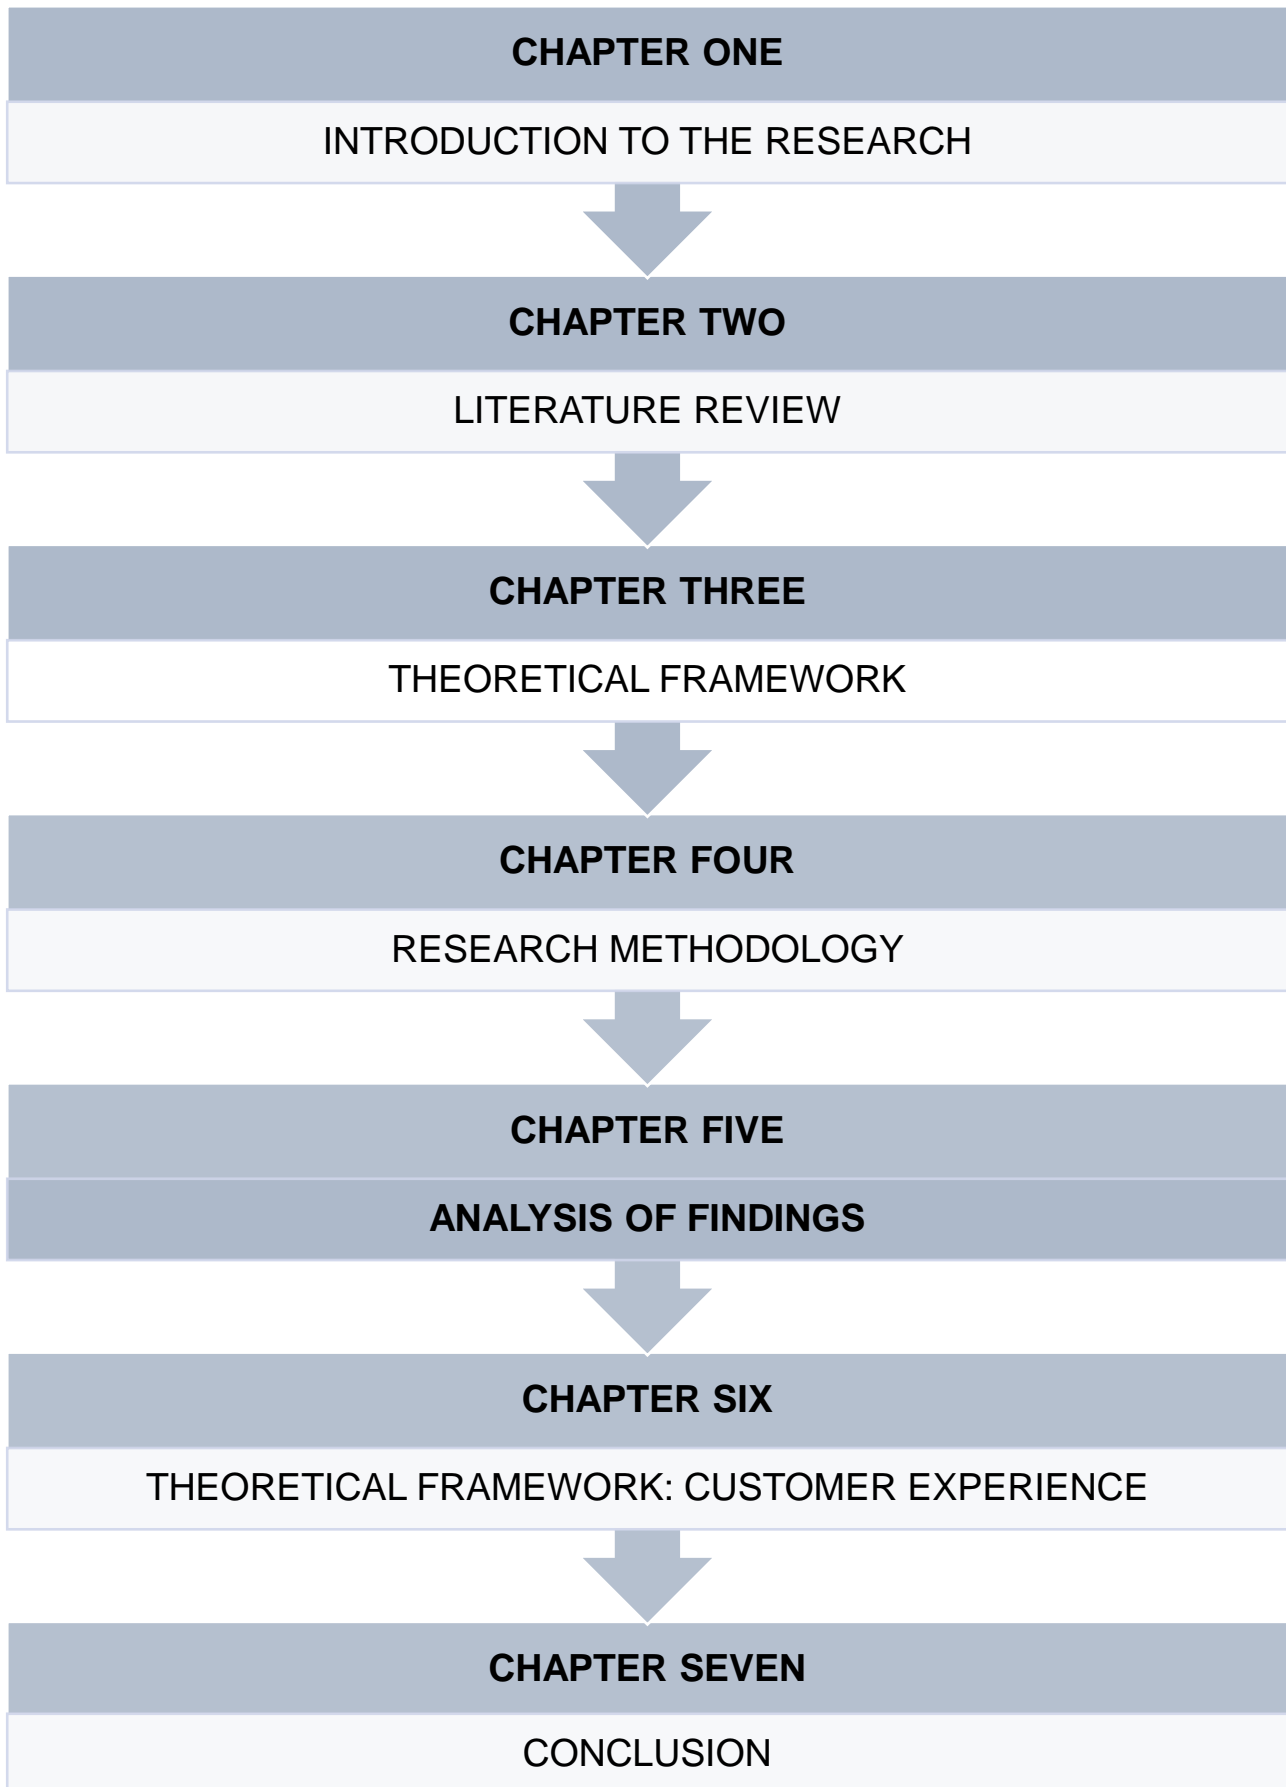 CHAPTER ONE
INTRODUCTION TO THE RESEARCH
CHAPTER TWO
LITERATURE REVIEW
CHAPTER THREE
THEORETICAL FRAMEWORK
CHAPTER FOUR
RESEARCH METHODOLOGY
CHAPTER FIVE
ANALYSIS OF FINDINGS
CHAPTER SIX
THEORETICAL FRAMEWORK: CUSTOMER EXPERIENCE
CHAPTER SEVEN
CONCLUSION